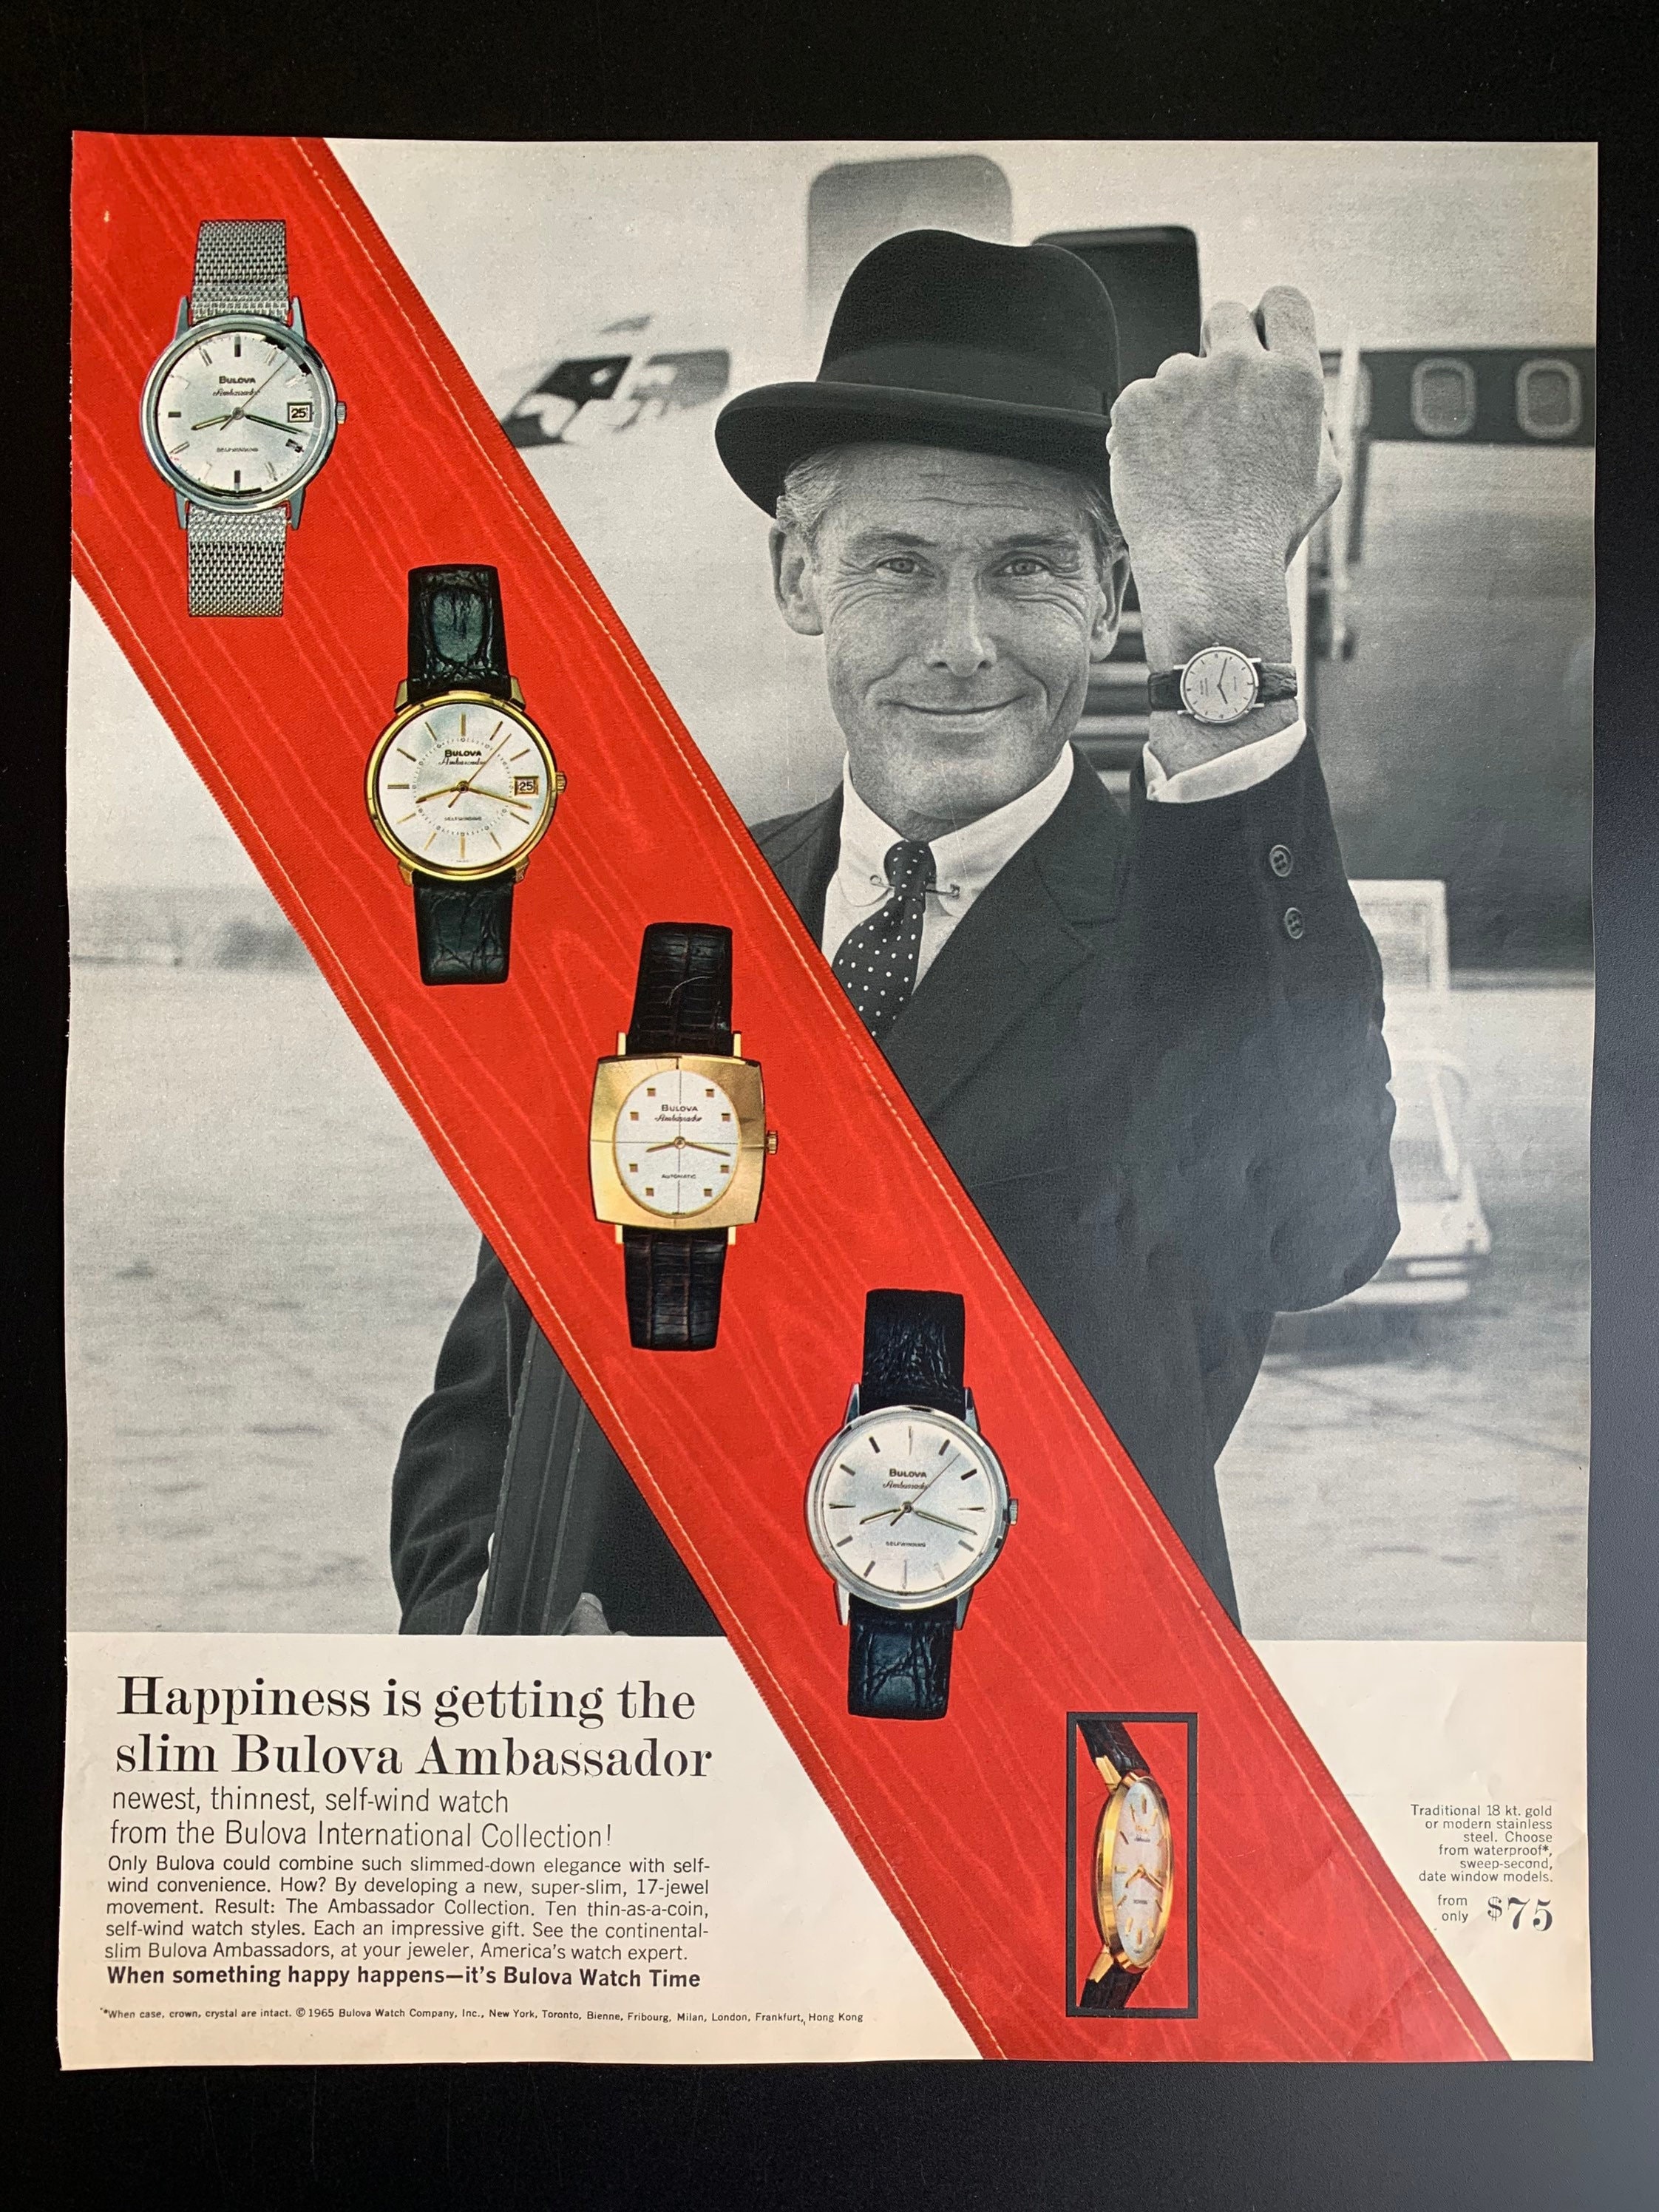 BULOVA
Ambassador
25
SELFWINDING
BULOVA
Ambassador
25
SELFWINDING
BULOVA
Ambassador
AUTOMATIC
BULOVA
Ambassador
SELFWINDING
Happiness is getting the
slim Bulova Ambassador
newest, thinnest, self-wind watch
from the Bulova International Collection!
Only Bulova could combine such slimmed-down elegance with self-
wind convenience. How? By developing a new, super-slim, 17-jewel
movement. Result: The Ambassador Collection. Ten thin-as-a-coin,
self-wind watch styles. Each an impressive gift. See the continental-
slim Bulova Ambassadors, at your jeweler, America's watch expert.
When something happy happens—it's Bulova Watch Time
*When case, crown, crystal are intact. © 1965 Bulova Watch Company, Inc., New York, Toronto, Bienne, Fribourg, Milan, London, Frankfurt, Hong Kong
Traditional 18 kt. gold
or modern stainless
steel. Choose
from waterproof*,
sweep-second,
date window models.
from
only $75